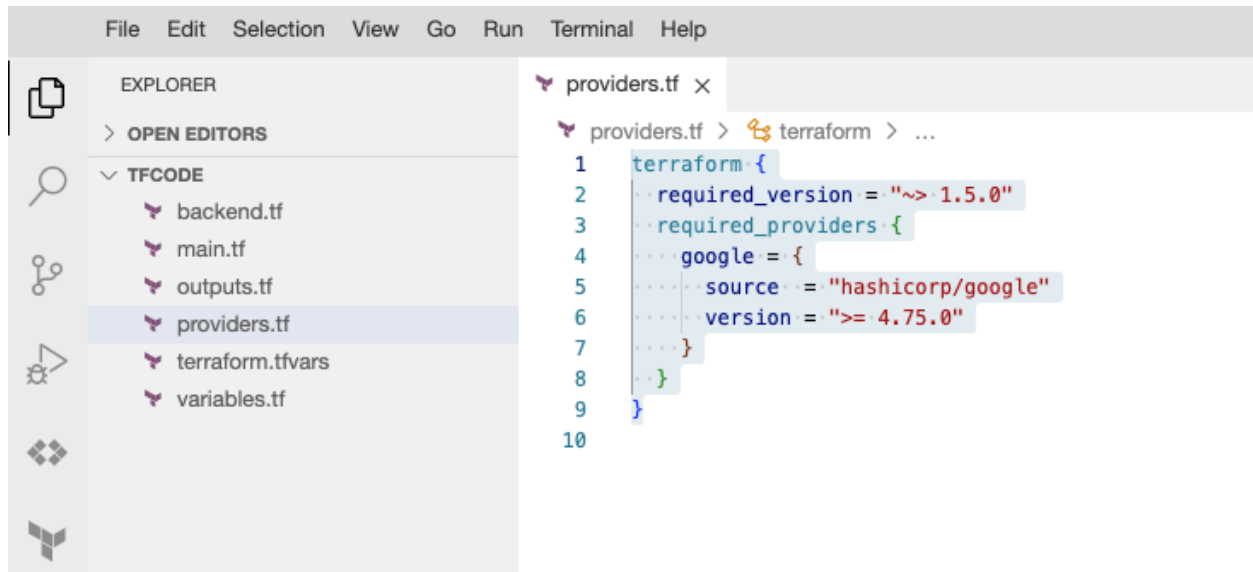 File Edit Selection View Go Run Terminal Help
EXPLORER
> OPEN EDITORS
TFCODE
backend.tf
main.tf
outputs.tf
providers.tf
terraform.tfvars
variables.tf
providers.tf ×
providers.tf > terraform > ...
1 terraform {
2   required_version = "~> 1.5.0"
3   required_providers {
4     google = {
5       source  = "hashicorp/google"
6       version = ">= 4.75.0"
7     }
8   }
9 }
10